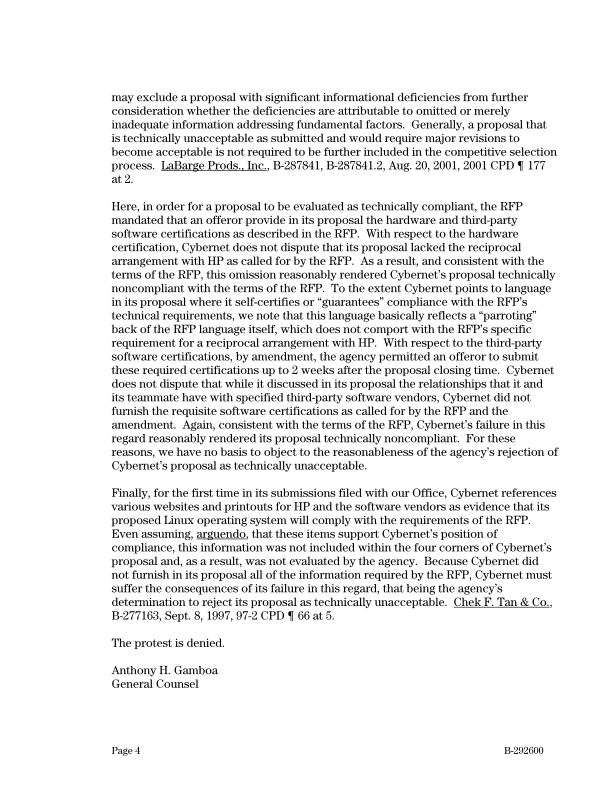 may exclude a proposal with significant informational deficiencies from further
consideration whether the deficiencies are attributable to omitted or merely
inadequate information addressing fundamental factors.  Generally, a proposal that
is technically unacceptable as submitted and would require major revisions to
become acceptable is not required to be further included in the competitive selection
process.  LaBarge Prods., Inc., B-287841, B-287841.2, Aug. 20, 2001, 2001 CPD ¶ 177
at 2.
Here, in order for a proposal to be evaluated as technically compliant, the RFP
mandated that an offeror provide in its proposal the hardware and third-party
software certifications as described in the RFP.  With respect to the hardware
certification, Cybernet does not dispute that its proposal lacked the reciprocal
arrangement with HP as called for by the RFP.  As a result, and consistent with the
terms of the RFP, this omission reasonably rendered Cybernet's proposal technically
noncompliant with the terms of the RFP.  To the extent Cybernet points to language
in its proposal where it self-certifies or “guarantees” compliance with the RFP's
technical requirements, we note that this language basically reflects a “parroting”
back of the RFP language itself, which does not comport with the RFP's specific
requirement for a reciprocal arrangement with HP.  With respect to the third-party
software certifications, by amendment, the agency permitted an offeror to submit
these required certifications up to 2 weeks after the proposal closing time.  Cybernet
does not dispute that while it discussed in its proposal the relationships that it and
its teammate have with specified third-party software vendors, Cybernet did not
furnish the requisite software certifications as called for by the RFP and the
amendment.  Again, consistent with the terms of the RFP, Cybernet's failure in this
regard reasonably rendered its proposal technically noncompliant.  For these
reasons, we have no basis to object to the reasonableness of the agency's rejection of
Cybernet's proposal as technically unacceptable.
Finally, for the first time in its submissions filed with our Office, Cybernet references
various websites and printouts for HP and the software vendors as evidence that its
proposed Linux operating system will comply with the requirements of the RFP.
Even assuming, arguendo, that these items support Cybernet's position of
compliance, this information was not included within the four corners of Cybernet's
proposal and, as a result, was not evaluated by the agency.  Because Cybernet did
not furnish in its proposal all of the information required by the RFP, Cybernet must
suffer the consequences of its failure in this regard, that being the agency's
determination to reject its proposal as technically unacceptable.  Chek F. Tan & Co.,
B-277163, Sept. 8, 1997, 97-2 CPD ¶ 66 at 5.
The protest is denied.
Anthony H. Gamboa
General Counsel
Page 4 B-292600